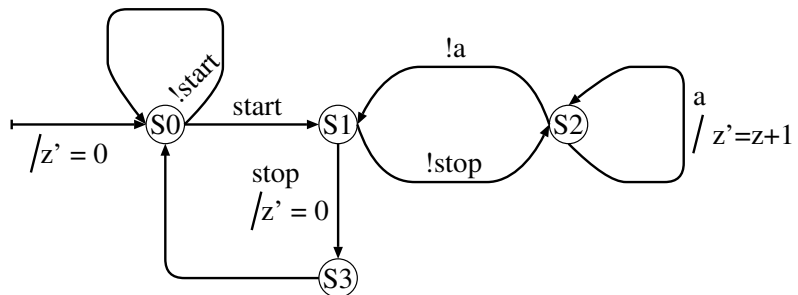 !start
!a
a
start
S0
S1
S2
/z' = 0
/ z'=z+1
!stop
stop
/z' = 0
S3